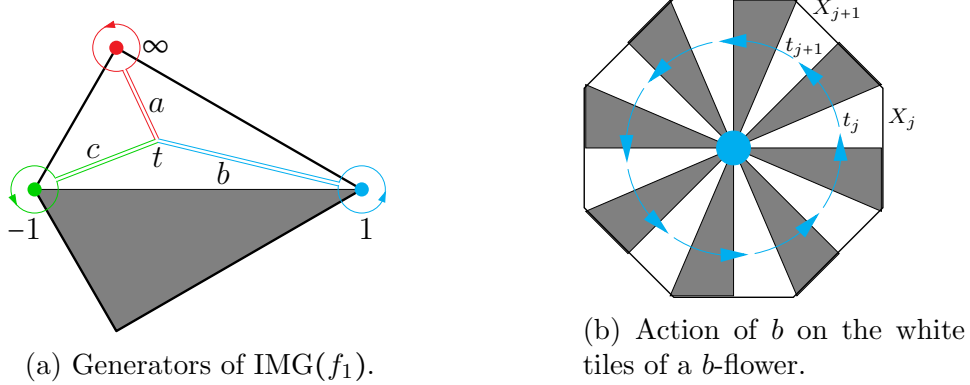 ∞
a
c
t
b
−1
1
(a) Generators of IMG(f₁).
X_{j+1}
t_{j+1}
t_j
X_j
(b) Action of b on the white
tiles of a b-flower.